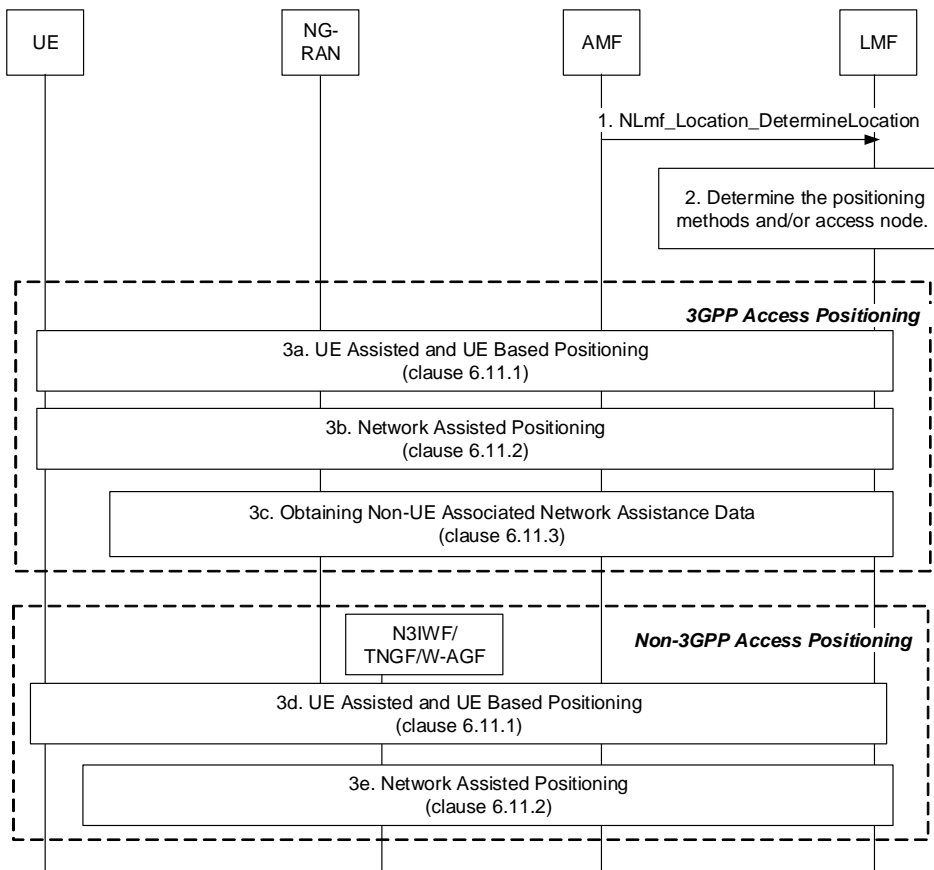 UE
NG-
RAN
AMF
LMF
1. NLmf_Location_DetermineLocation
2. Determine the positioning
methods and/or access node.
3GPP Access Positioning
3a. UE Assisted and UE Based Positioning
(clause 6.11.1)
3b. Network Assisted Positioning
(clause 6.11.2)
3c. Obtaining Non-UE Associated Network Assistance Data
(clause 6.11.3)
N3IWF/
TNGF/W-AGF
Non-3GPP Access Positioning
3d. UE Assisted and UE Based Positioning
(clause 6.11.1)
3e. Network Assisted Positioning
(clause 6.11.2)